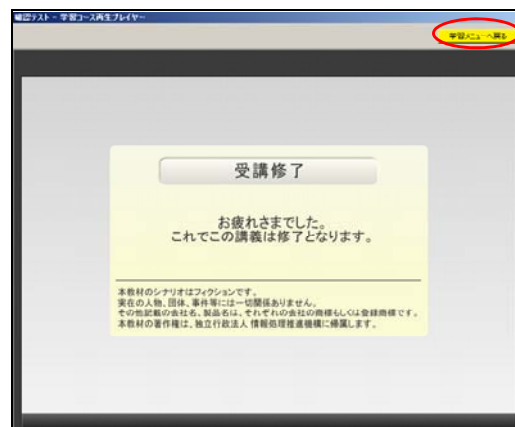 確認テスト - 学習コース再生プレイヤー
学習メニューへ戻る
受講修了
お疲れさまでした。
これでこの講義は修了となります。
本教材のシナリオはフィクションです。
実在の人物、団体、事件等には一切関係ありません。
その他記載の会社名、製品名は、それぞれの会社の商標もしくは登録商標です。
本教材の著作権は、独立行政法人 情報処理推進機構に帰属します。